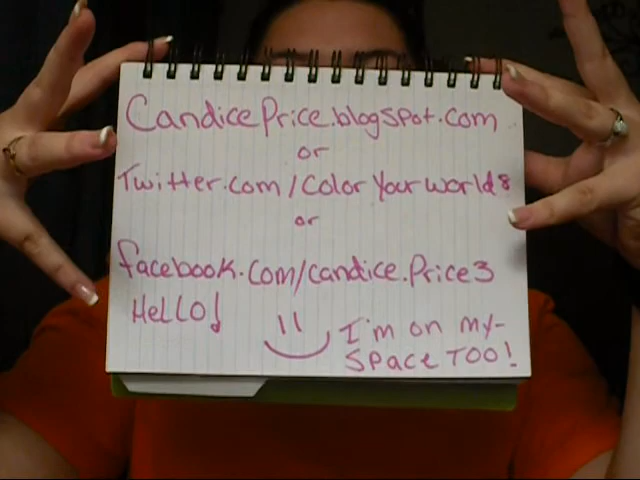 CandicePrice.blogspot.com
or
Twitter.com/ColorYourWorld8
or
facebook.com/candice.Price3
HeLLO!
I'm on my-
space TOO!